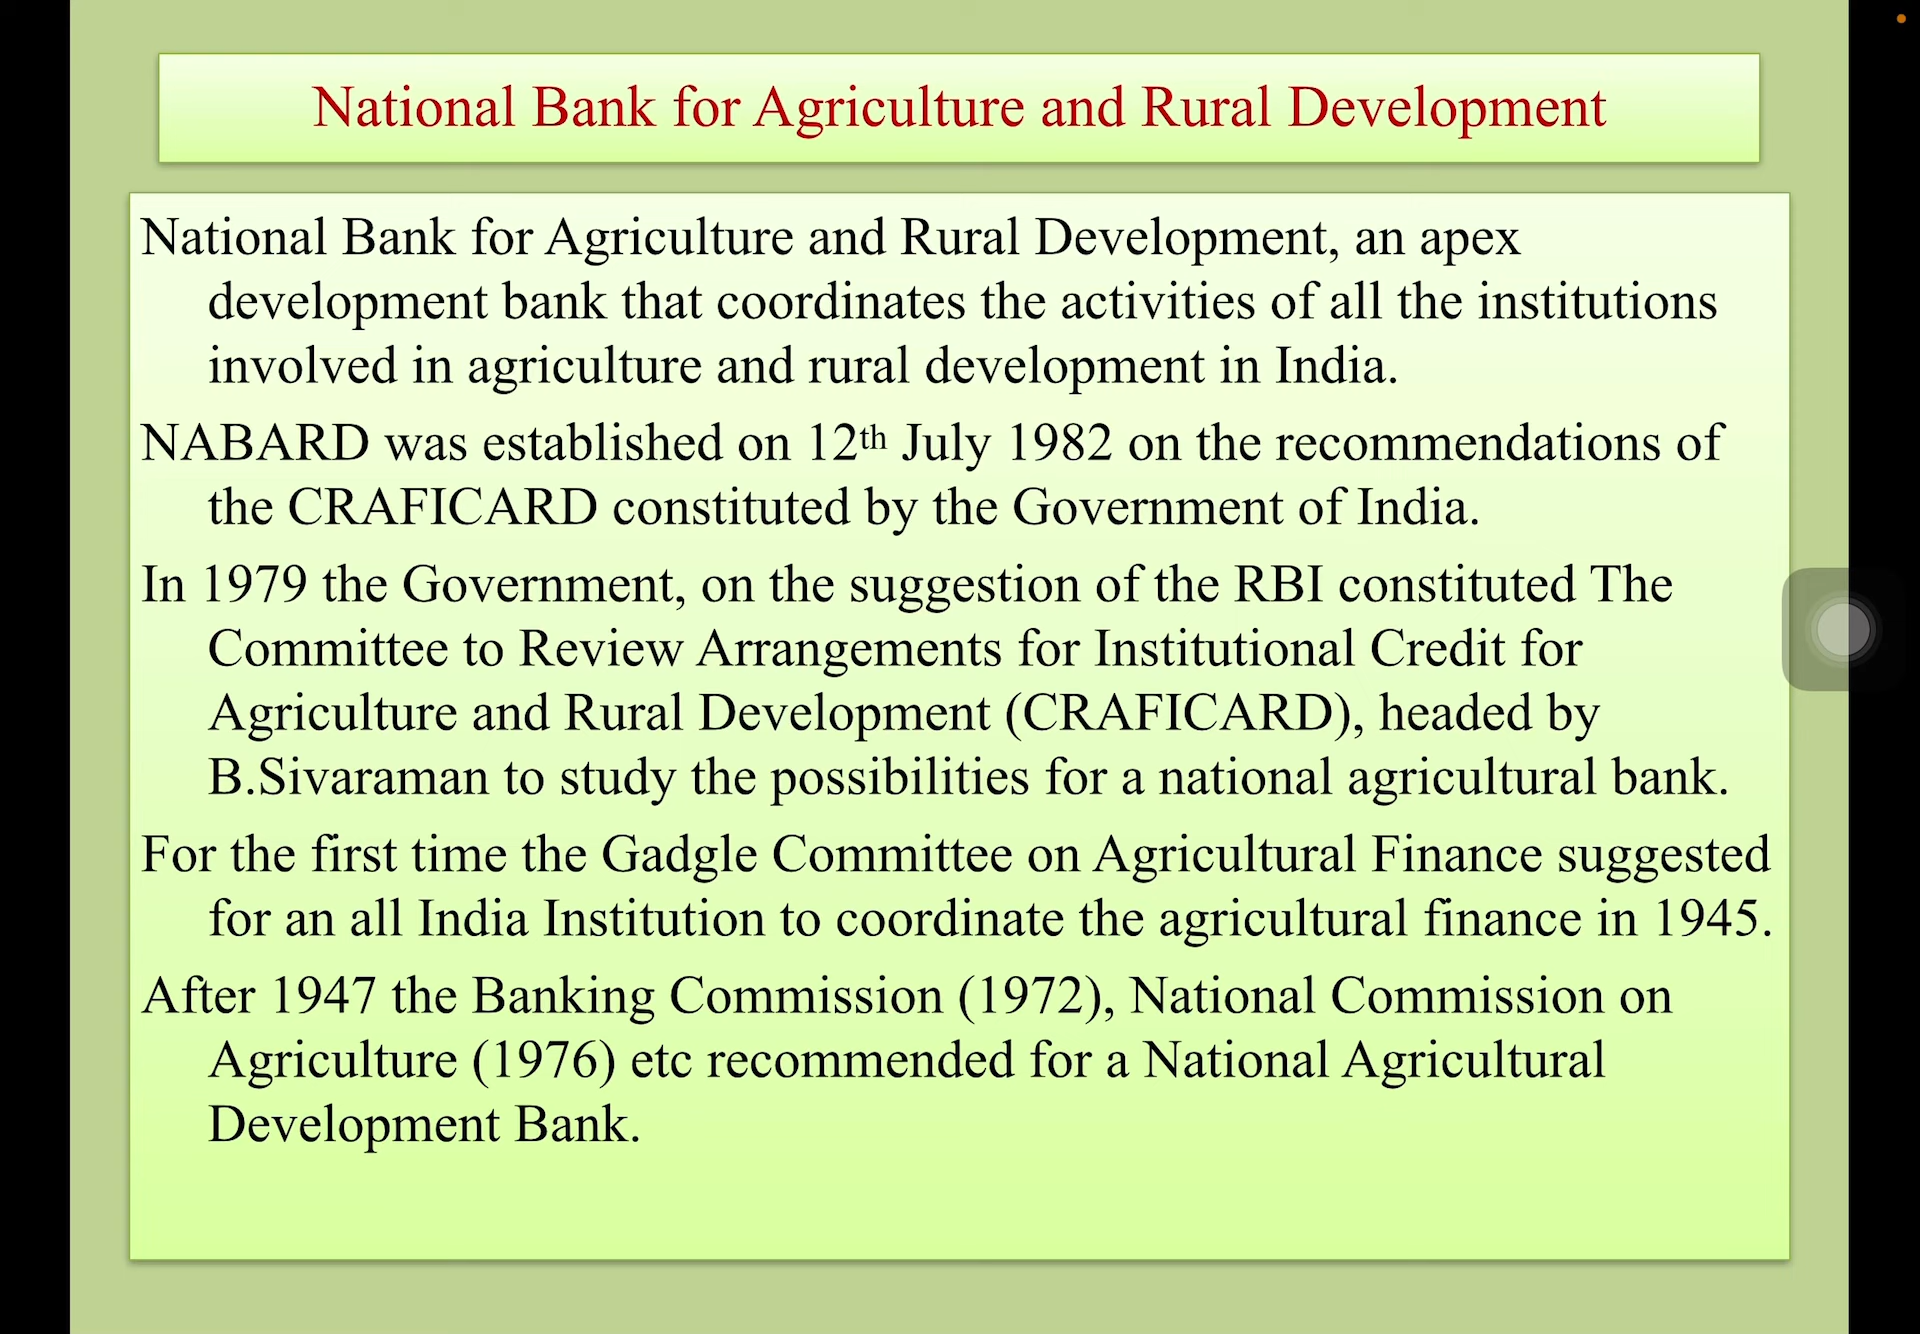 National Bank for Agriculture and Rural Development
National Bank for Agriculture and Rural Development, an apex
development bank that coordinates the activities of all the institutions
involved in agriculture and rural development in India.
NABARD was established on 12th July 1982 on the recommendations of
the CRAFICARD constituted by the Government of India.
In 1979 the Government, on the suggestion of the RBI constituted The
Committee to Review Arrangements for Institutional Credit for
Agriculture and Rural Development (CRAFICARD), headed by
B.Sivaraman to study the possibilities for a national agricultural bank.
For the first time the Gadgle Committee on Agricultural Finance suggested
for an all India Institution to coordinate the agricultural finance in 1945.
After 1947 the Banking Commission (1972), National Commission on
Agriculture (1976) etc recommended for a National Agricultural
Development Bank.